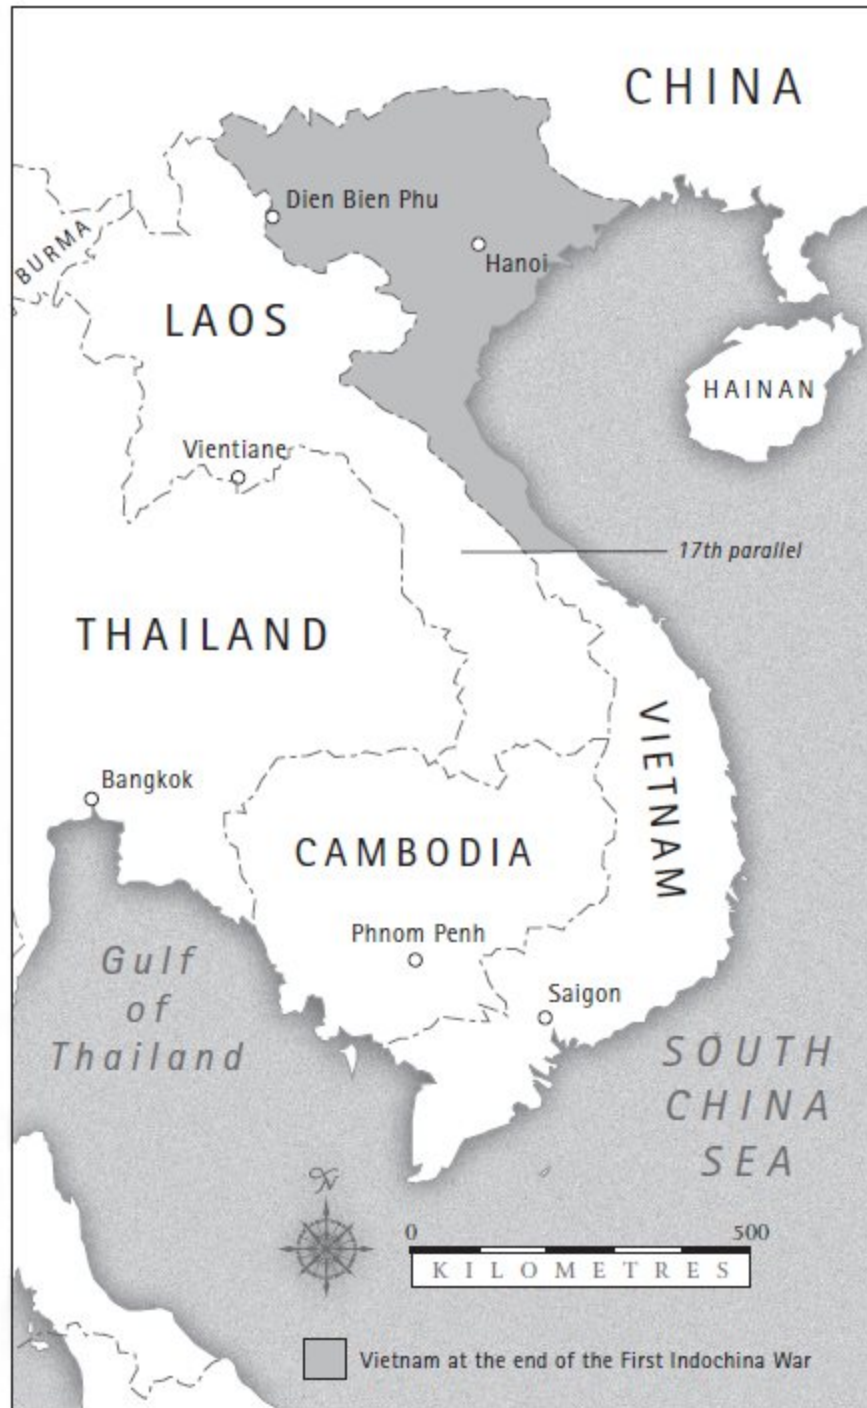 CHINA
Dien Bien Phu
BURMA
Hanoi
LAOS
HAINAN
Vientiane
17th parallel
THAILAND
VIETNAM
Bangkok
CAMBODIA
Phnom Penh
Gulf
of
Thailand
Saigon
SOUTH
CHINA
SEA
N
0 500
KILOMETRES
Vietnam at the end of the First Indochina War